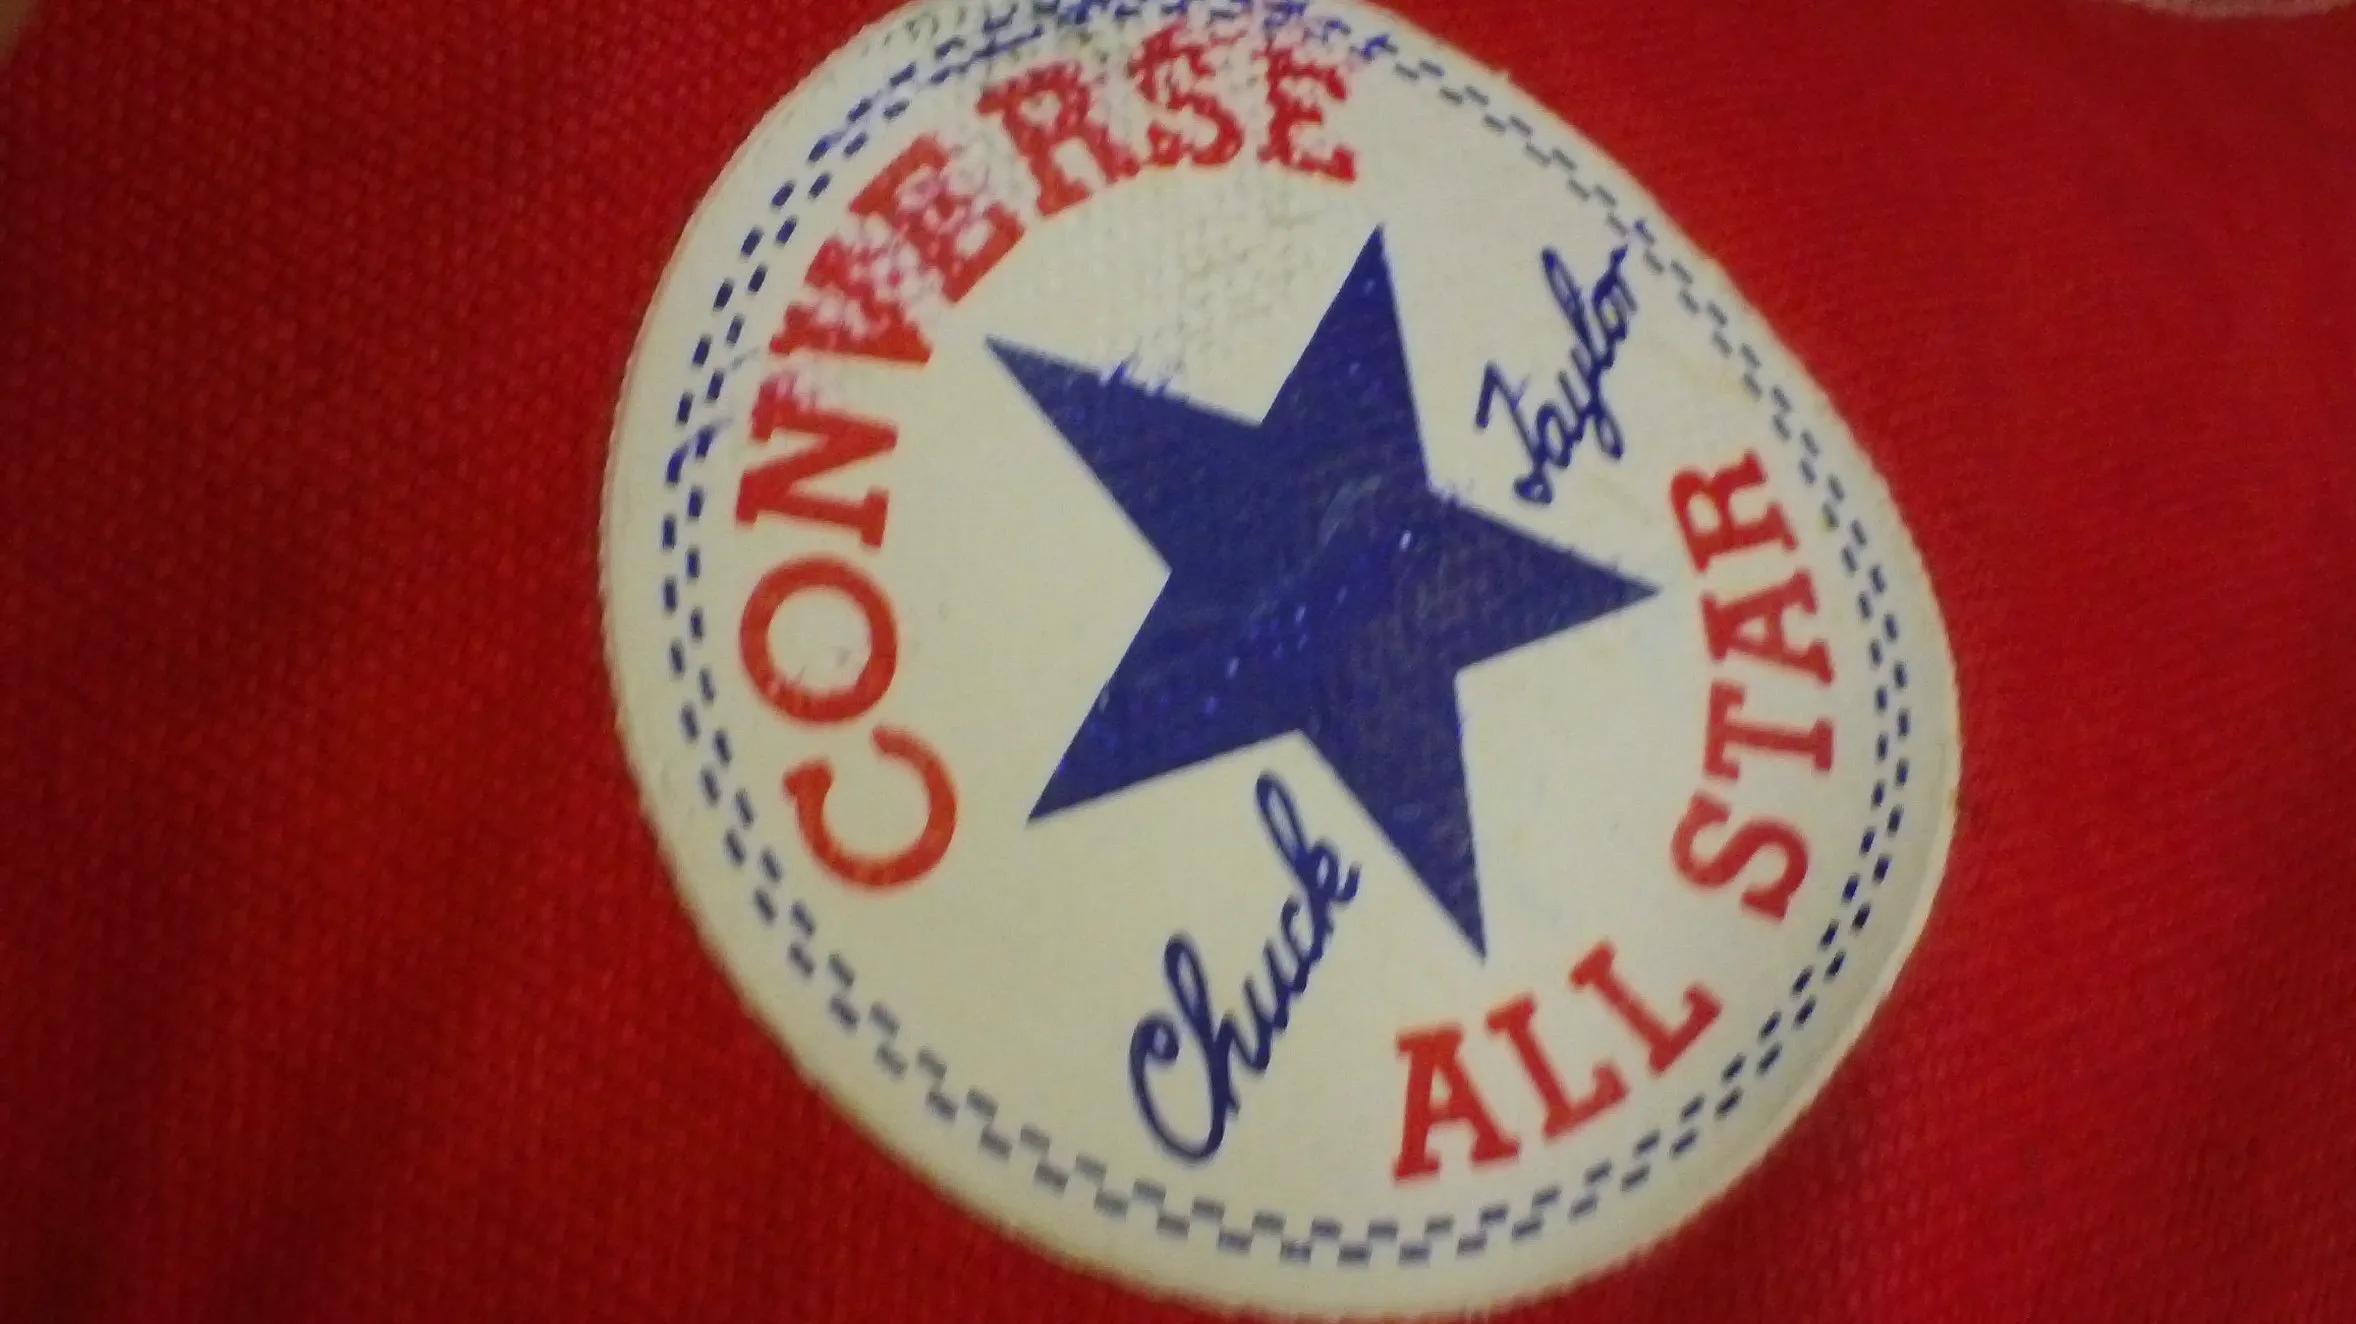 CONVERSE
Chuck Taylor
ALL STAR